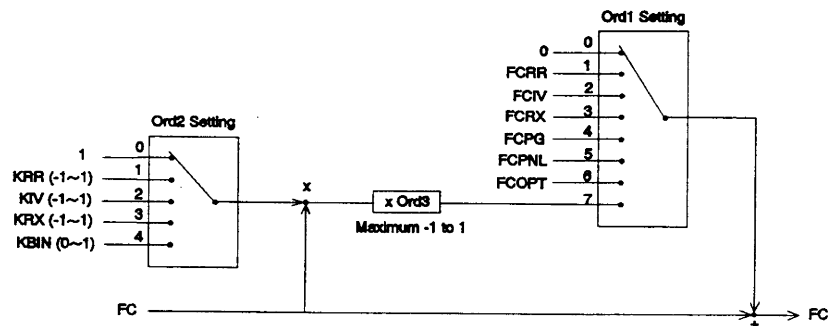 Ord1 Setting
0 0
FCRR 1
FCIV 2
FCRX 3
FCPG 4
FCPNL 5
FCOPT 6
7
Ord2 Setting
1 0
KRR (-1~1) 1
KIV (-1~1) 2
KRX (-1~1) 3
KBIN (0~1) 4
x
x Ord3
Maximum -1 to 1
FC
FC
+